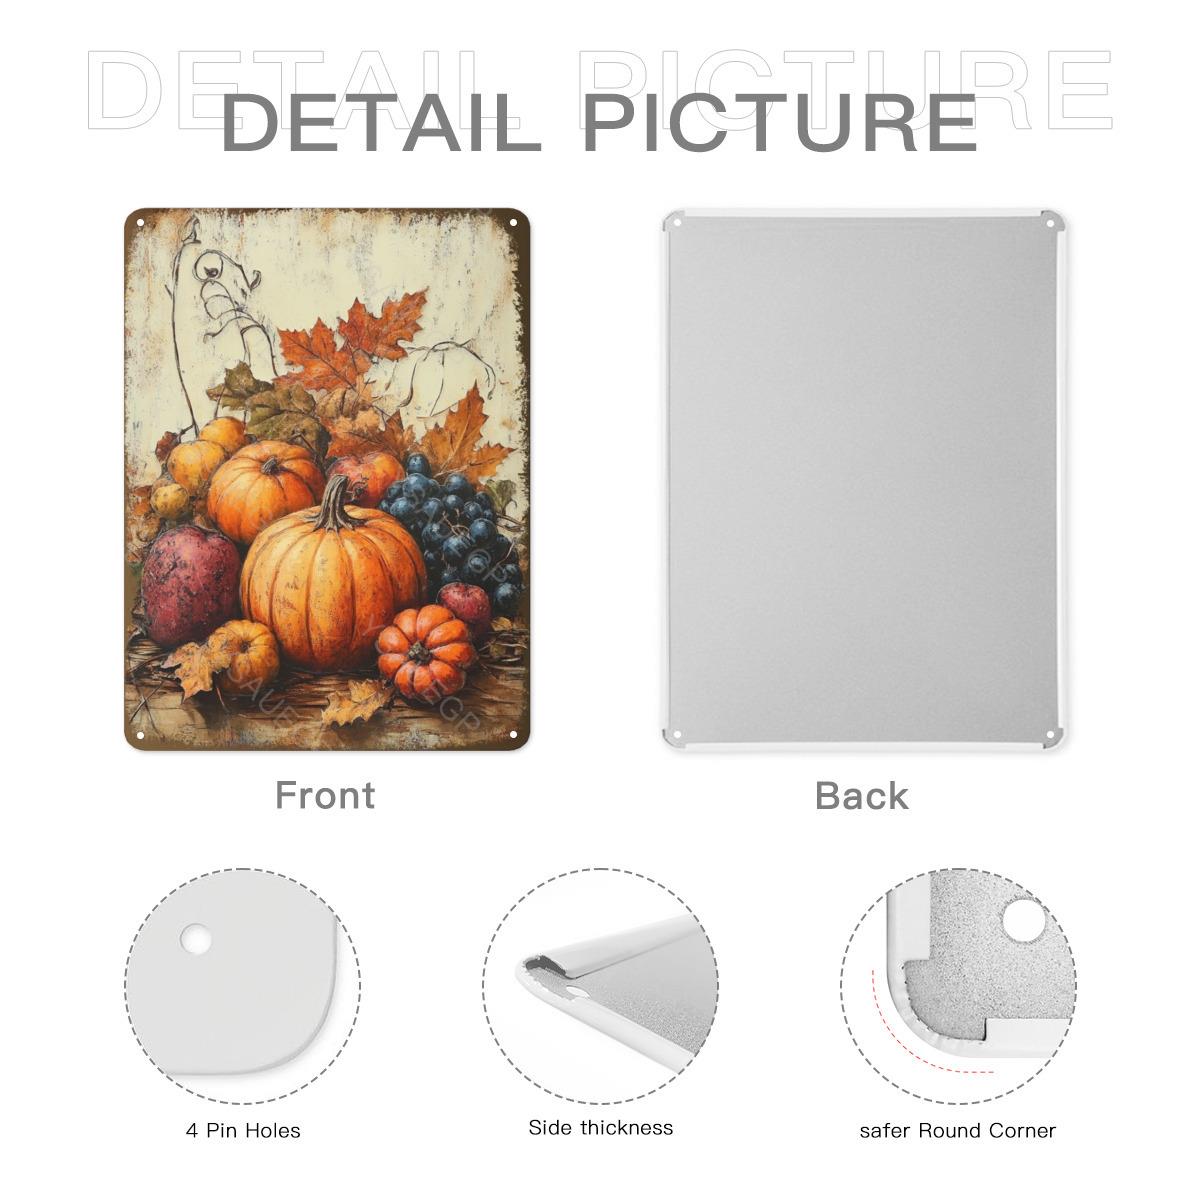 DETAIL PICTURE
DETAIL PICTURE
Front
Back
4 Pin Holes
Side thickness
safer Round Corner